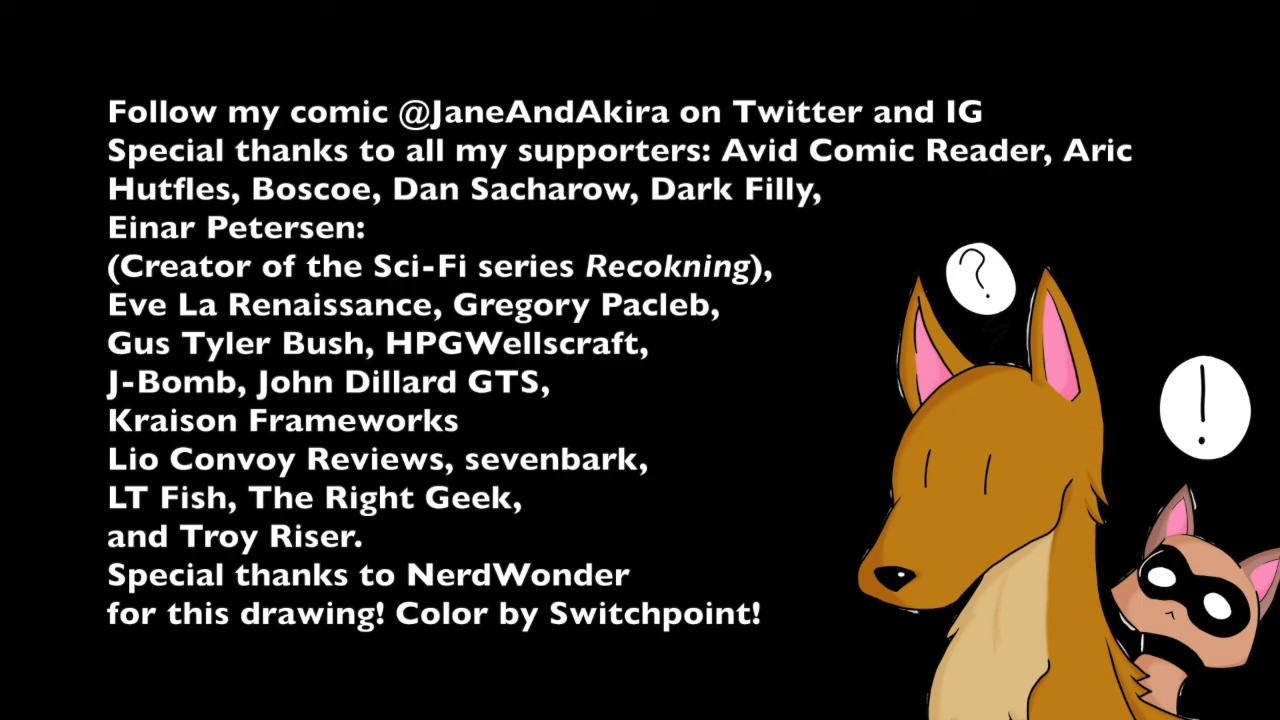 Follow my comic @JaneAndAkira on Twitter and IG
Special thanks to all my supporters: Avid Comic Reader, Aric
Hutfles, Boscoe, Dan Sacharow, Dark Filly,
Einar Petersen:
(Creator of the Sci-Fi series Recokning),
Eve La Renaissance, Gregory Pacleb,
Gus Tyler Bush, HPGWellscraft,
J-Bomb, John Dillard GTS,
Kraison Frameworks
Lio Convoy Reviews, sevenbark,
LT Fish, The Right Geek,
and Troy Riser.
Special thanks to NerdWonder
for this drawing! Color by Switchpoint!
?
!